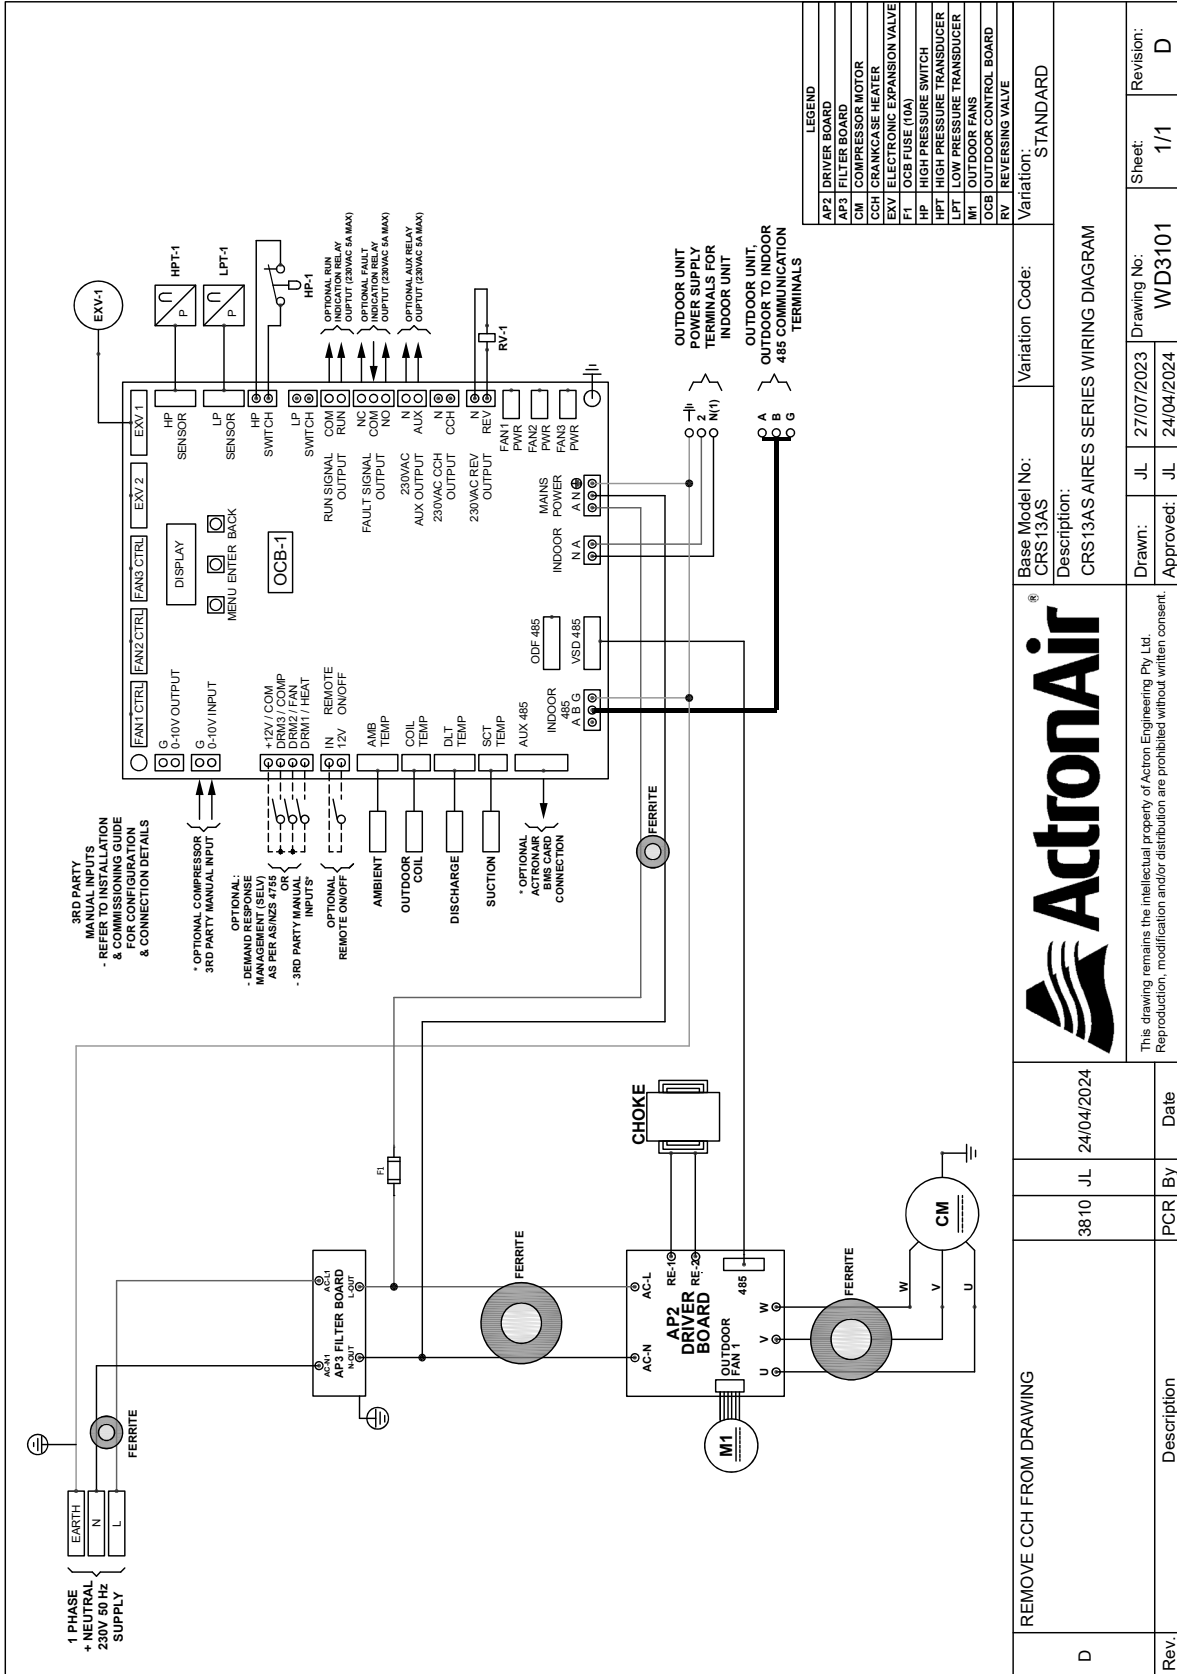 1 PHASE
+ NEUTRAL
230V 50 Hz
SUPPLY
EARTH
N
L
FERRITE
AC-N1
AC-L1
AP3 FILTER BOARD
N-OUT
L-OUT
F1
FERRITE
AC-N
AC-L
AP2
DRIVER
BOARD
RE-1
RE-2
485
OUTDOOR
FAN 1
U
V
W
M1
CHOKE
FERRITE
W
V
U
CM
3RD PARTY
MANUAL INPUTS
- REFER TO INSTALLATION
& COMMISSIONING GUIDE
FOR CONFIGURATION
& CONNECTION DETAILS
* OPTIONAL COMPRESSOR
3RD PARTY MANUAL INPUT
OPTIONAL:
- DEMAND RESPONSE
MANAGEMENT (SELV)
AS PER AS/NZS 4755
OR
- 3RD PARTY MANUAL
INPUTS*
OPTIONAL
REMOTE ON/OFF
AMBIENT
OUTDOOR
COIL
DISCHARGE
SUCTION
* OPTIONAL
ACTRONAIR
BMS CARD
CONNECTION
FERRITE
FAN1 CTRL
FAN2 CTRL
FAN3 CTRL
EXV 2
EXV 1
G
0-10V OUTPUT
G
0-10V INPUT
+12V / COM
DRM3 / COMP
DRM2 / FAN
DRM1 / HEAT
IN
12V
REMOTE
ON/OFF
AMB
TEMP
COIL
TEMP
DLT
TEMP
SCT
TEMP
AUX 485
INDOOR
485
A B G
ODF 485
VSD 485
DISPLAY
MENU
ENTER
BACK
OCB-1
INDOOR
N A
MAINS
POWER
A N
HP
SENSOR
LP
SENSOR
HP
SWITCH
LP
SWITCH
RUN SIGNAL
OUTPUT
COM
RUN
FAULT SIGNAL
OUTPUT
NC
COM
NO
230VAC
AUX OUTPUT
N
AUX
230VAC CCH
OUTPUT
N
CCH
230VAC REV
OUTPUT
N
REV
FAN1
PWR
FAN2
PWR
FAN3
PWR
EXV-1
HPT-1
P
U
LPT-1
P
U
HP-1
OPTIONAL RUN
INDICATION RELAY
OUPTUT (230VAC 5A MAX)
OPTIONAL FAULT
INDICATION RELAY
OUPTUT (230VAC 5A MAX)
OPTIONAL AUX RELAY
OUPTUT (230VAC 5A MAX)
RV-1
2
N(1)
OUTDOOR UNIT
POWER SUPPLY
TERMINALS FOR
INDOOR UNIT
A
B
G
OUTDOOR UNIT,
OUTDOOR TO INDOOR
485 COMMUNICATION
TERMINALS
LEGEND
AP2 DRIVER BOARD
AP3 FILTER BOARD
CM COMPRESSOR MOTOR
CCH CRANKCASE HEATER
EXV ELECTRONIC EXPANSION VALVE
F1 OCB FUSE (10A)
HP HIGH PRESSURE SWITCH
HPT HIGH PRESSURE TRANSDUCER
LPT LOW PRESSURE TRANSDUCER
M1 OUTDOOR FANS
OCB OUTDOOR CONTROL BOARD
RV REVERSING VALVE
D REMOVE CCH FROM DRAWING 3810 JL 24/04/2024
Rev. Description PCR By Date
ActronAir ®
This drawing remains the intellectual property of Actron Engineering Pty Ltd.
Reproduction, modification and/or distribution are prohibited without written consent.
Base Model No:
CRS13AS
Variation Code:
Variation:
STANDARD
Description:
CRS13AS AIRES SERIES WIRING DIAGRAM
Drawn: JL 27/07/2023
Approved: JL 24/04/2024
Drawing No:
WD3101
Sheet:
1/1
Revision:
D